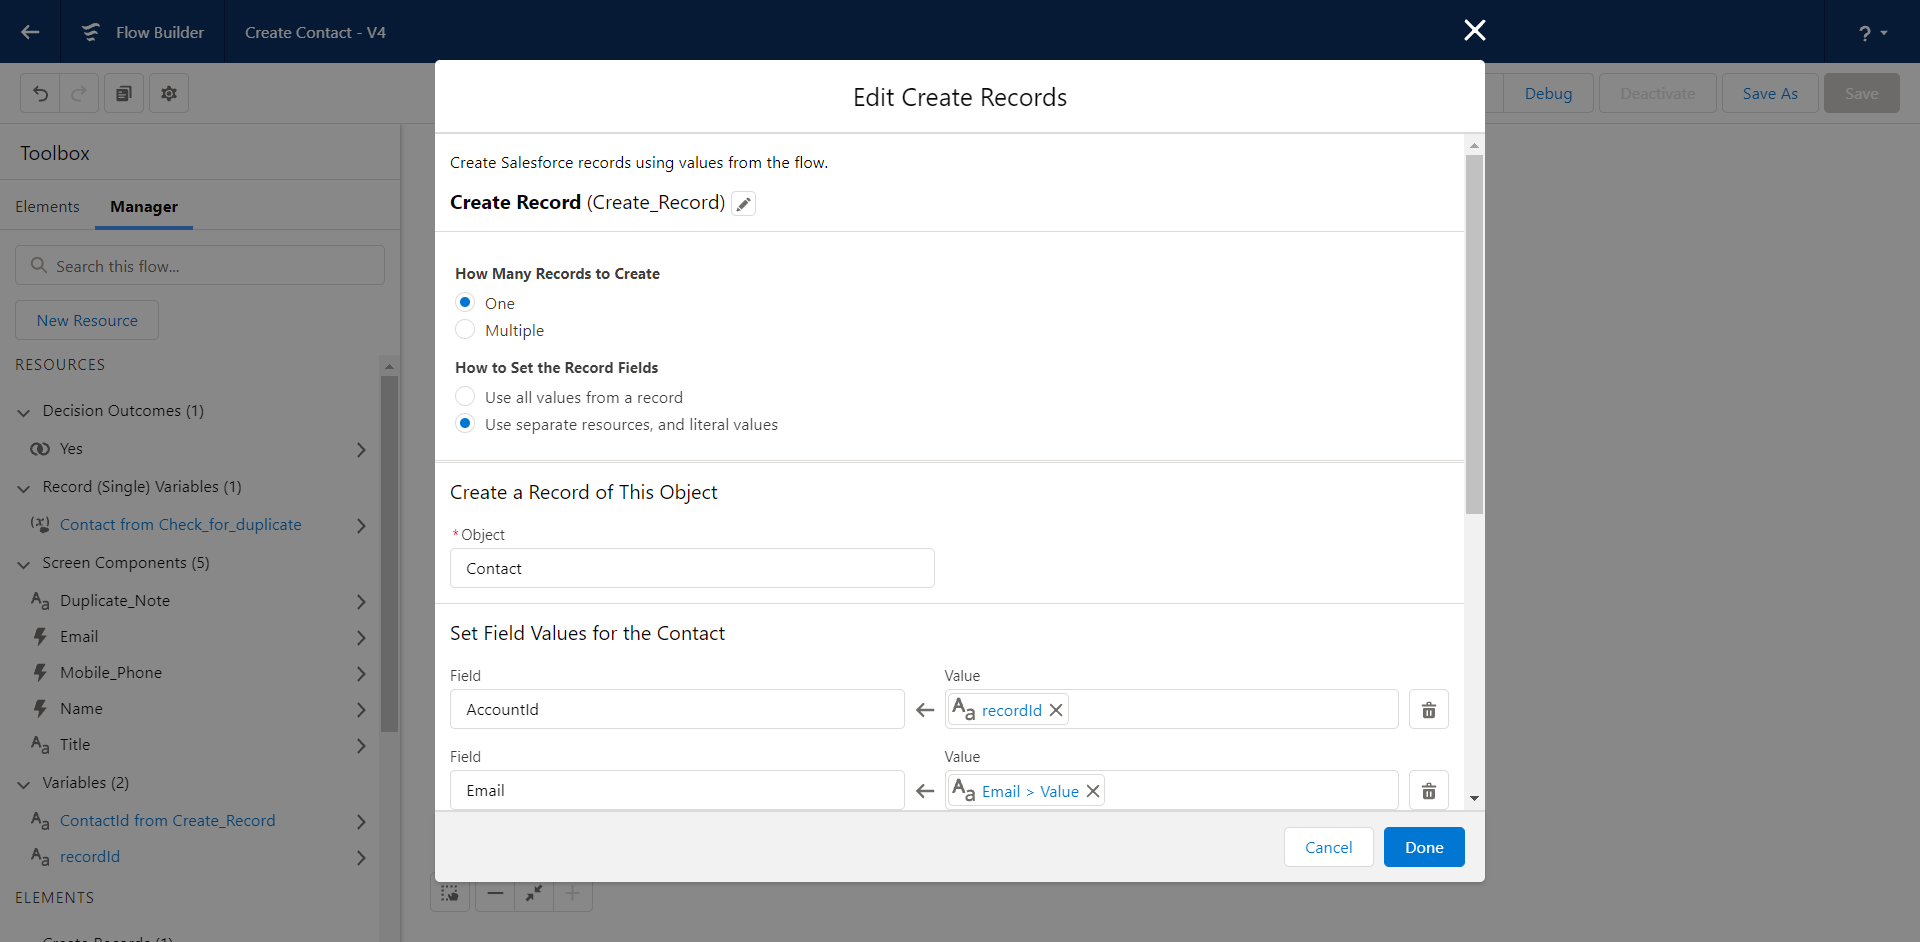 Flow Builder
Create Contact - V4
?
Debug
Deactivate
Save As
Save
Toolbox
Elements
Manager
Search this flow...
New Resource
RESOURCES
Decision Outcomes (1)
Yes
Record (Single) Variables (1)
Contact from Check_for_duplicate
Screen Components (5)
Duplicate_Note
Email
Mobile_Phone
Name
Title
Variables (2)
ContactId from Create_Record
recordId
ELEMENTS
Create Records (1)
Edit Create Records
Create Salesforce records using values from the flow.
Create Record (Create_Record)
How Many Records to Create
One
Multiple
How to Set the Record Fields
Use all values from a record
Use separate resources, and literal values
Create a Record of This Object
*Object
Contact
Set Field Values for the Contact
Field
Value
AccountId
Aa recordId
Field
Value
Email
Aa Email > Value
Cancel
Done